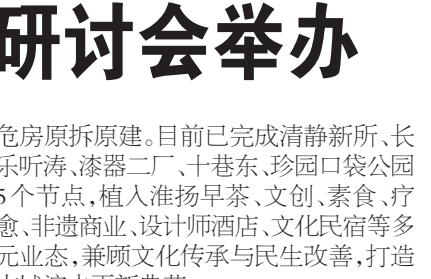 研讨会举办
危房原拆原建。目前已完成清静新所、长
乐听涛、漆器二厂、十巷东、珍园口袋公园
5个节点,植入淮扬早茶、文创、素食、疗
愈、非遗商业、设计师酒店、文化民宿等多
元业态,兼顾文化传承与民生改善,打造